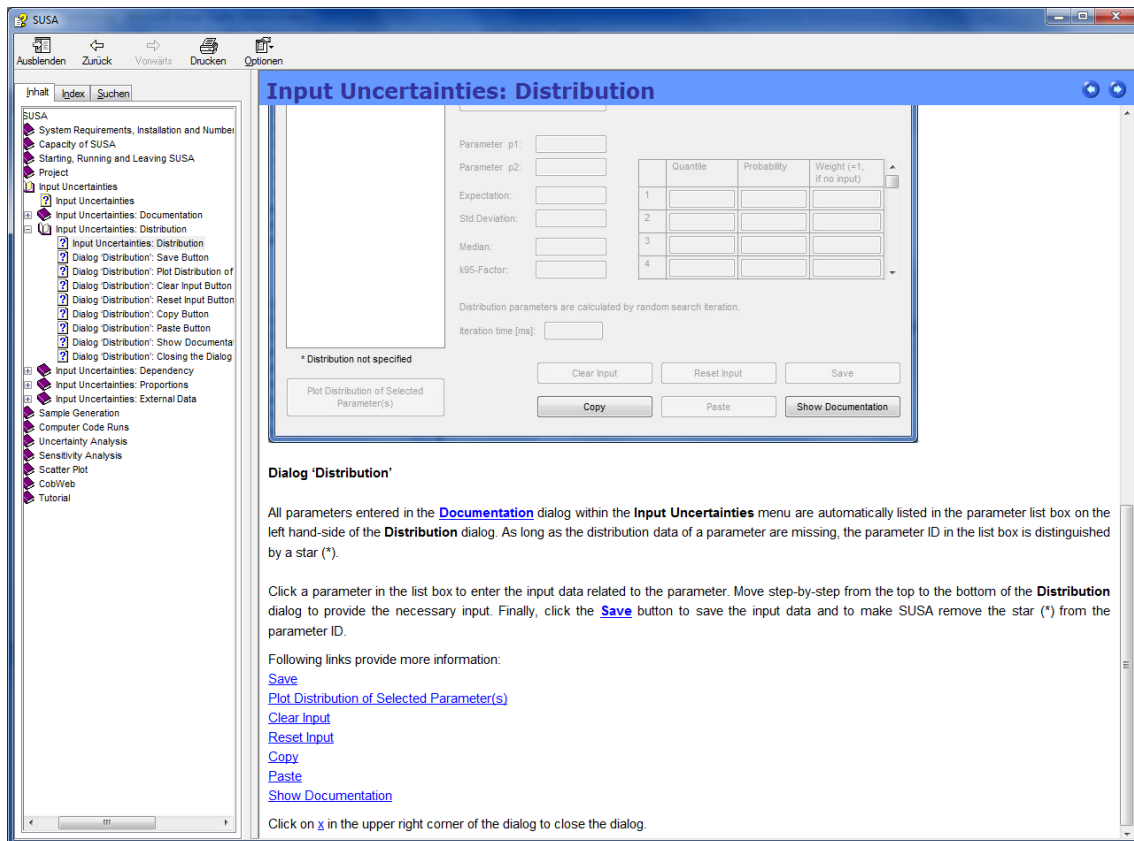 SUSA
Ausblenden Zurück Vorwärts Drucken Optionen
Inhalt Index Suchen
SUSA
System Requirements, Installation and Number
Capacity of SUSA
Starting, Running and Leaving SUSA
Project
Input Uncertainties
Input Uncertainties
Input Uncertainties: Documentation
Input Uncertainties: Distribution
Input Uncertainties: Distribution
Dialog 'Distribution': Save Button
Dialog 'Distribution': Plot Distribution of
Dialog 'Distribution': Clear Input Button
Dialog 'Distribution': Reset Input Button
Dialog 'Distribution': Copy Button
Dialog 'Distribution': Paste Button
Dialog 'Distribution': Show Documenta
Dialog 'Distribution': Closing the Dialog
Input Uncertainties: Dependency
Input Uncertainties: Proportions
Input Uncertainties: External Data
Sample Generation
Computer Code Runs
Uncertainty Analysis
Sensitivity Analysis
Scatter Plot
CobWeb
Tutorial
Input Uncertainties: Distribution
Parameter p1:
Parameter p2:
Expectation:
Std.Deviation:
Median:
k95-Factor:
Quantile Probability Weight (=1,
if no input)
1
2
3
4
Distribution parameters are calculated by random search iteration.
Iteration time [ms]:
* Distribution not specified
Plot Distribution of Selected
Parameter(s)
Clear Input Reset Input Save
Copy Paste Show Documentation
Dialog ‘Distribution’
All parameters entered in the Documentation dialog within the Input Uncertainties menu are automatically listed in the parameter list box on the
left hand-side of the Distribution dialog. As long as the distribution data of a parameter are missing, the parameter ID in the list box is distinguished
by a star (*).
Click a parameter in the list box to enter the input data related to the parameter. Move step-by-step from the top to the bottom of the Distribution
dialog to provide the necessary input. Finally, click the Save button to save the input data and to make SUSA remove the star (*) from the
parameter ID.
Following links provide more information:
Save
Plot Distribution of Selected Parameter(s)
Clear Input
Reset Input
Copy
Paste
Show Documentation
Click on x in the upper right corner of the dialog to close the dialog.